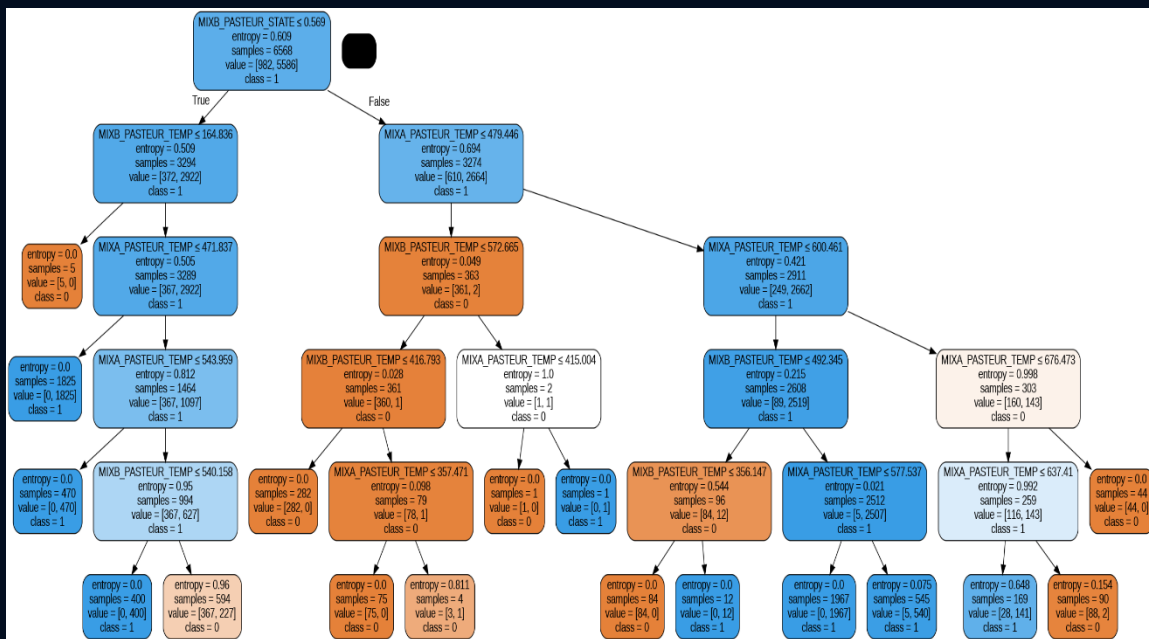 MIXB_PASTEUR_STATE ≤ 0.569
entropy = 0.609
samples = 6568
value = [982, 5586]
class = 1
True
False
MIXB_PASTEUR_TEMP ≤ 164.836
entropy = 0.509
samples = 3294
value = [372, 2922]
class = 1
MIXA_PASTEUR_TEMP ≤ 479.446
entropy = 0.694
samples = 3274
value = [610, 2664]
class = 1
entropy = 0.0
samples = 5
value = [5, 0]
class = 0
MIXA_PASTEUR_TEMP ≤ 471.837
entropy = 0.505
samples = 3289
value = [367, 2922]
class = 1
MIXB_PASTEUR_TEMP ≤ 572.665
entropy = 0.049
samples = 363
value = [361, 2]
class = 0
MIXA_PASTEUR_TEMP ≤ 600.461
entropy = 0.421
samples = 2911
value = [249, 2662]
class = 1
entropy = 0.0
samples = 1825
value = [0, 1825]
class = 1
MIXA_PASTEUR_TEMP ≤ 543.959
entropy = 0.812
samples = 1464
value = [367, 1097]
class = 1
MIXB_PASTEUR_TEMP ≤ 416.793
entropy = 0.028
samples = 361
value = [360, 1]
class = 0
MIXA_PASTEUR_TEMP ≤ 415.004
entropy = 1.0
samples = 2
value = [1, 1]
class = 0
MIXB_PASTEUR_TEMP ≤ 492.345
entropy = 0.215
samples = 2608
value = [89, 2519]
class = 1
MIXA_PASTEUR_TEMP ≤ 676.473
entropy = 0.998
samples = 303
value = [160, 143]
class = 0
entropy = 0.0
samples = 470
value = [0, 470]
class = 1
MIXB_PASTEUR_TEMP ≤ 540.158
entropy = 0.95
samples = 994
value = [367, 627]
class = 1
entropy = 0.0
samples = 282
value = [282, 0]
class = 0
MIXA_PASTEUR_TEMP ≤ 357.471
entropy = 0.098
samples = 79
value = [78, 1]
class = 0
entropy = 0.0
samples = 1
value = [1, 0]
class = 0
entropy = 0.0
samples = 1
value = [0, 1]
class = 1
MIXB_PASTEUR_TEMP ≤ 356.147
entropy = 0.544
samples = 96
value = [84, 12]
class = 0
MIXA_PASTEUR_TEMP ≤ 577.537
entropy = 0.021
samples = 2512
value = [5, 2507]
class = 1
MIXA_PASTEUR_TEMP ≤ 637.41
entropy = 0.992
samples = 259
value = [116, 143]
class = 1
entropy = 0.0
samples = 44
value = [44, 0]
class = 0
entropy = 0.0
samples = 400
value = [0, 400]
class = 1
entropy = 0.96
samples = 594
value = [367, 227]
class = 0
entropy = 0.0
samples = 75
value = [75, 0]
class = 0
entropy = 0.811
samples = 4
value = [3, 1]
class = 0
entropy = 0.0
samples = 84
value = [84, 0]
class = 0
entropy = 0.0
samples = 12
value = [0, 12]
class = 1
entropy = 0.0
samples = 1967
value = [0, 1967]
class = 1
entropy = 0.075
samples = 545
value = [5, 540]
class = 1
entropy = 0.648
samples = 169
value = [28, 141]
class = 1
entropy = 0.154
samples = 90
value = [88, 2]
class = 0